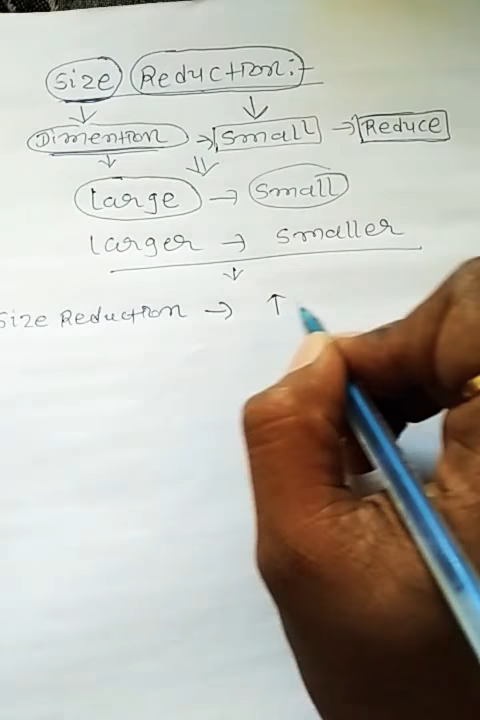 Size Reduction:-
Dimention → Small → Reduce
Large → Small
larger → smaller
Size Reduction → ↑